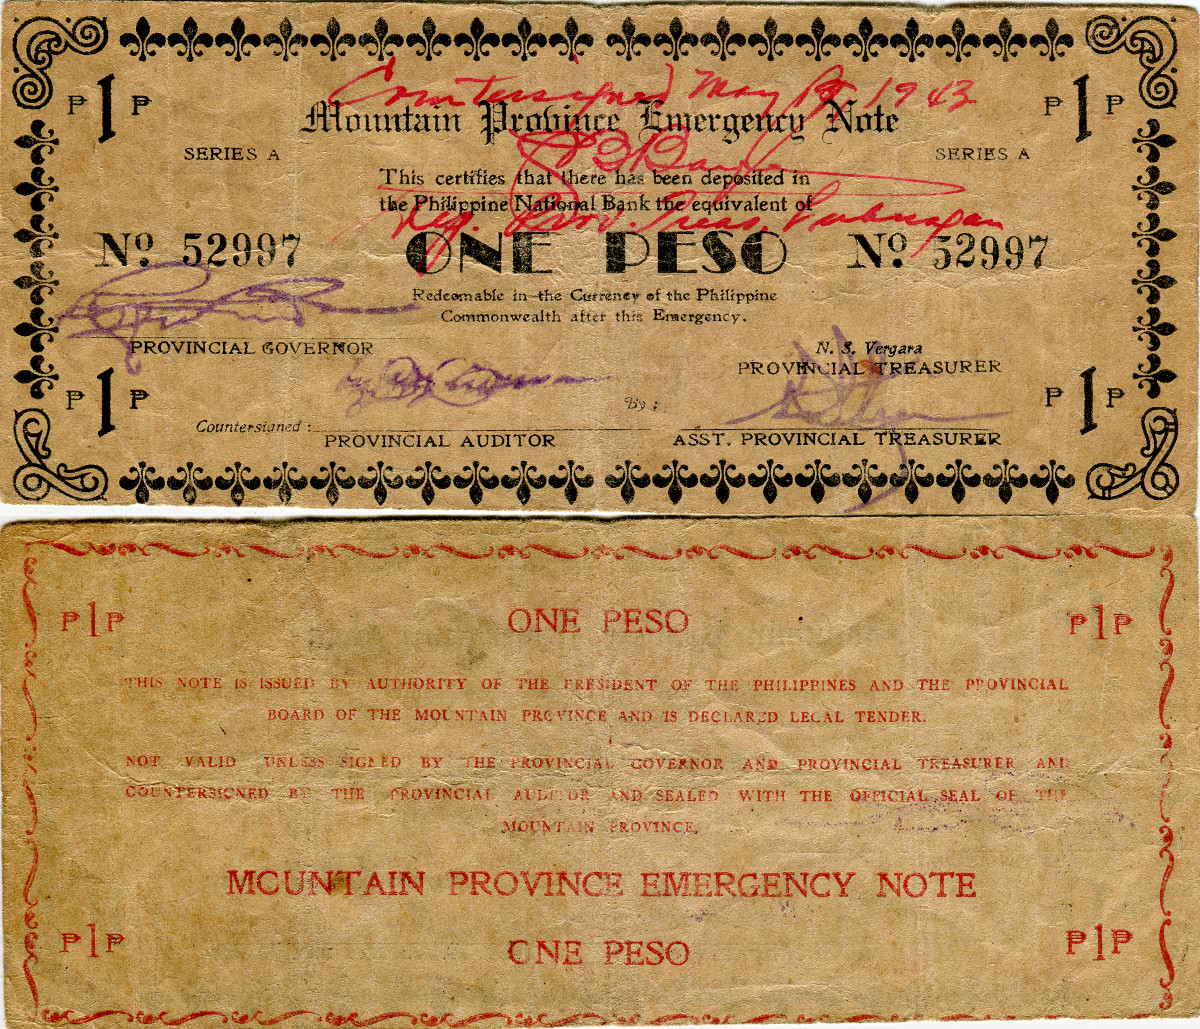 Countersigned May 1943
₱ 1 ₱ ₱ 1 ₱
Mountain Province Emergency Note
SERIES A SERIES A
This certifies that there has been deposited in
the Philippine National Bank the equivalent of
Nº 52997 ONE PESO Nº 52997
Redeemable in the Currency of the Philippine
Commonwealth after this Emergency.
PROVINCIAL GOVERNOR
N. S. Vergara
PROVINCIAL TREASURER
₱ 1 ₱ ₱ 1 ₱
By :
Countersigned :
PROVINCIAL AUDITOR
ASST. PROVINCIAL TREASURER
₱1₱ ONE PESO ₱1₱
THIS NOTE IS ISSUED BY AUTHORITY OF THE PRESIDENT OF THE PHILIPPINES AND THE PROVINCIAL
BOARD OF THE MOUNTAIN PROVINCE AND IS DECLARED LEGAL TENDER.
NOT VALID UNLESS SIGNED BY THE PROVINCIAL GOVERNOR AND PROVINCIAL TREASURER AND
COUNTERSIGNED BY THE PROVINCIAL AUDITOR AND SEALED WITH THE OFFICIAL SEAL OF THE
MOUNTAIN PROVINCE.
MOUNTAIN PROVINCE EMERGENCY NOTE
₱1₱ ONE PESO ₱1₱